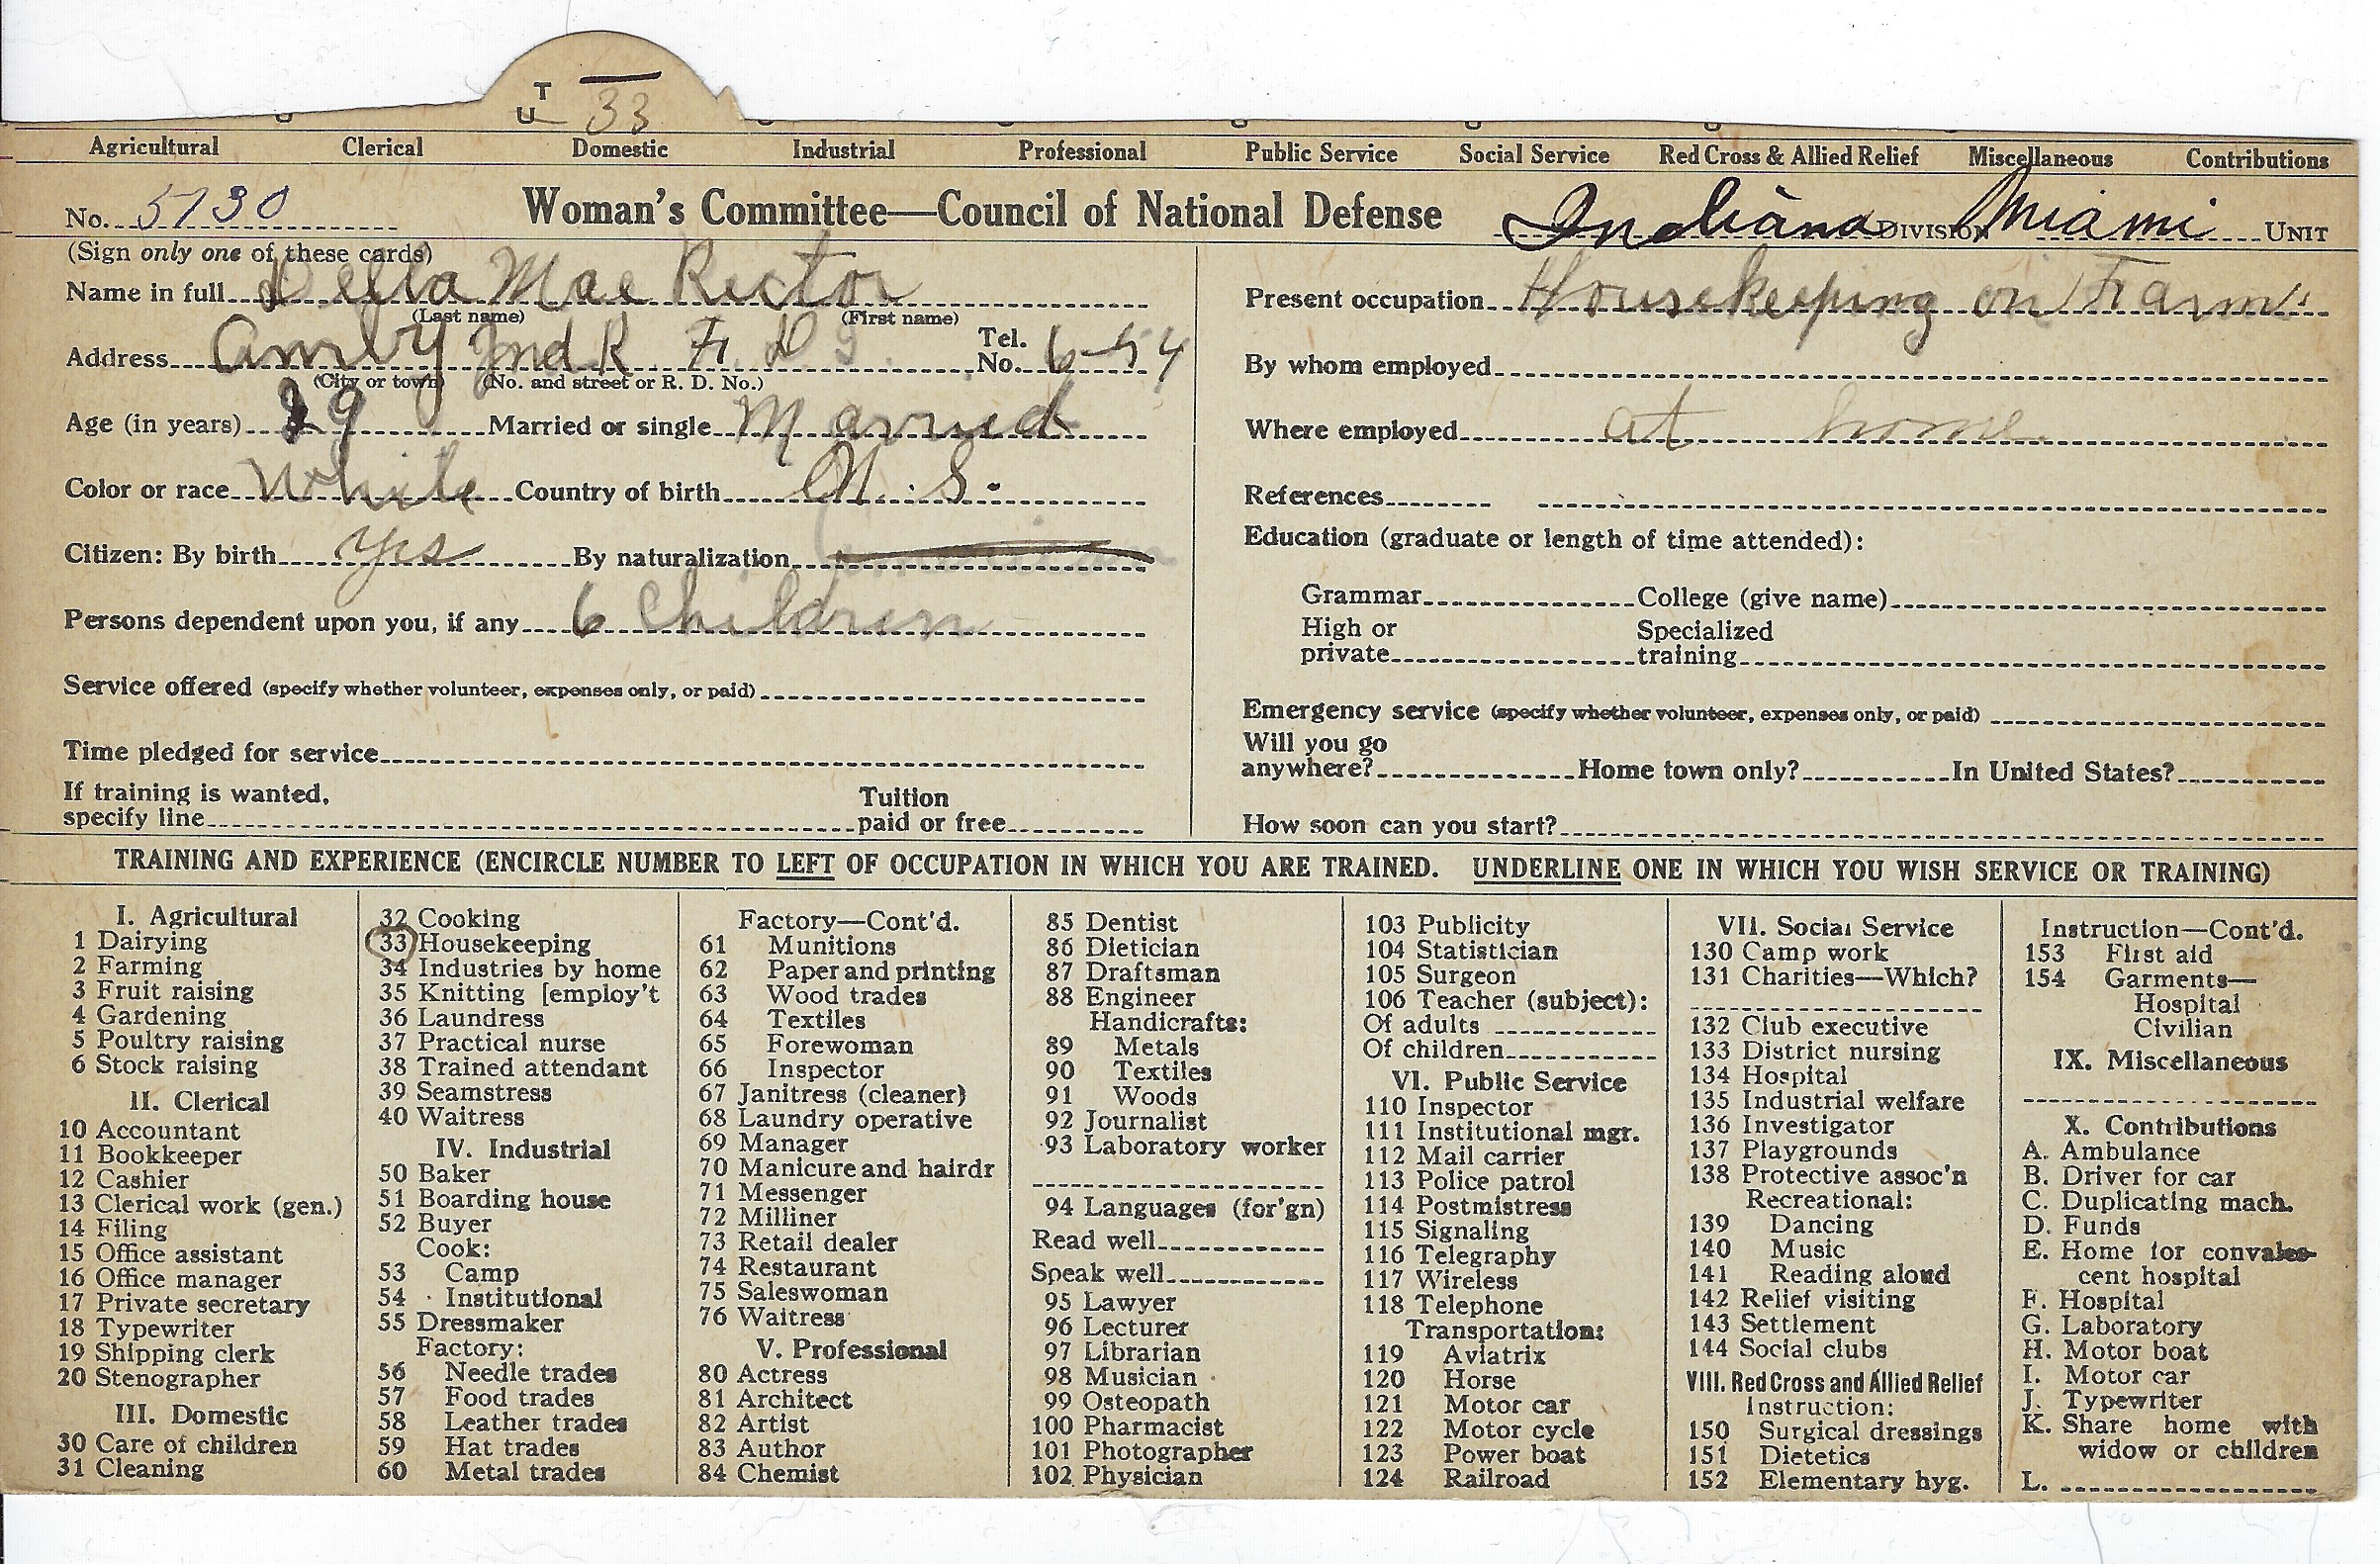 T
U 33
Agricultural Clerical Domestic Industrial Professional Public Service Social Service Red Cross & Allied Relief Miscellaneous Contributions
No. 5730 Woman's Committee—Council of National Defense Indiana DIVISION Miami UNIT
(Sign only one of these cards)
Name in full Della Mae Rector
(Last name) (First name)
Address Amby Ind R. F. D Tel. No. 6-54
(City or town) (No. and street or R. D. No.)
Age (in years) 29 Married or single Married
Color or race White Country of birth U. S.
Citizen: By birth yes By naturalization
Persons dependent upon you, if any 6 Children
Service offered (specify whether volunteer, expenses only, or paid)
Time pledged for service
If training is wanted, specify line Tuition paid or free
Present occupation Housekeeping on Farm
By whom employed
Where employed at home
References
Education (graduate or length of time attended):
Grammar College (give name)
High or private Specialized training
Emergency service (specify whether volunteer, expenses only, or paid)
Will you go anywhere? Home town only? In United States?
How soon can you start?
TRAINING AND EXPERIENCE (ENCIRCLE NUMBER TO LEFT OF OCCUPATION IN WHICH YOU ARE TRAINED. UNDERLINE ONE IN WHICH YOU WISH SERVICE OR TRAINING)
I. Agricultural
1 Dairying
2 Farming
3 Fruit raising
4 Gardening
5 Poultry raising
6 Stock raising
II. Clerical
10 Accountant
11 Bookkeeper
12 Cashier
13 Clerical work (gen.)
14 Filing
15 Office assistant
16 Office manager
17 Private secretary
18 Typewriter
19 Shipping clerk
20 Stenographer
III. Domestic
30 Care of children
31 Cleaning
32 Cooking
33 Housekeeping
34 Industries by home
35 Knitting [employ't
36 Laundress
37 Practical nurse
38 Trained attendant
39 Seamstress
40 Waitress
IV. Industrial
50 Baker
51 Boarding house
52 Buyer
Cook:
53 Camp
54 Institutional
55 Dressmaker
Factory:
56 Needle trades
57 Food trades
58 Leather trades
59 Hat trades
60 Metal trades
Factory—Cont'd.
61 Munitions
62 Paper and printing
63 Wood trades
64 Textiles
65 Forewoman
66 Inspector
67 Janitress (cleaner)
68 Laundry operative
69 Manager
70 Manicure and hairdr
71 Messenger
72 Milliner
73 Retail dealer
74 Restaurant
75 Saleswoman
76 Waitress
V. Professional
80 Actress
81 Architect
82 Artist
83 Author
84 Chemist
85 Dentist
86 Dietician
87 Draftsman
88 Engineer
Handicrafts:
89 Metals
90 Textiles
91 Woods
92 Journalist
93 Laboratory worker
94 Languages (for'gn)
Read well
Speak well
95 Lawyer
96 Lecturer
97 Librarian
98 Musician
99 Osteopath
100 Pharmacist
101 Photographer
102 Physician
103 Publicity
104 Statistician
105 Surgeon
106 Teacher (subject):
Of adults
Of children
VI. Public Service
110 Inspector
111 Institutional mgr.
112 Mail carrier
113 Police patrol
114 Postmistress
115 Signaling
116 Telegraphy
117 Wireless
118 Telephone
Transportation:
119 Aviatrix
120 Horse
121 Motor car
122 Motor cycle
123 Power boat
124 Railroad
VII. Social Service
130 Camp work
131 Charities—Which?
132 Club executive
133 District nursing
134 Hospital
135 Industrial welfare
136 Investigator
137 Playgrounds
138 Protective assoc'n
Recreational:
139 Dancing
140 Music
141 Reading aloud
142 Relief visiting
143 Settlement
144 Social clubs
VIII. Red Cross and Allied Relief
Instruction:
150 Surgical dressings
151 Dietetics
152 Elementary hyg.
Instruction—Cont'd.
153 First aid
154 Garments—
Hospital
Civilian
IX. Miscellaneous
X. Contributions
A. Ambulance
B. Driver for car
C. Duplicating mach.
D. Funds
E. Home for convales-
cent hospital
F. Hospital
G. Laboratory
H. Motor boat
I. Motor car
J. Typewriter
K. Share home with
widow or children
L.